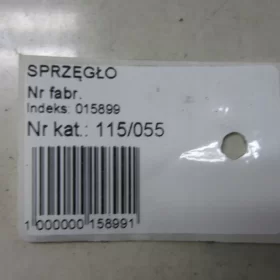 SPRZĘGŁO
Nr fabr.
Indeks: 015899
Nr kat.: 115/055
1 000000 158991